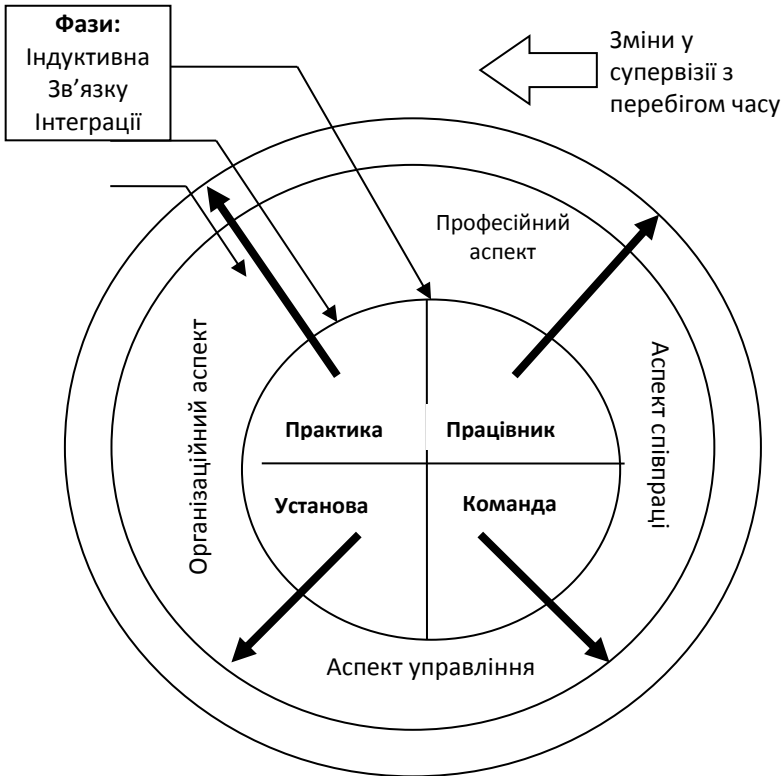 Фази:
Індуктивна
Зв’язку
Інтеграції
Зміни у
супервізії з
перебігом часу
Професійний
аспект
Організаційний аспект
Аспект співпраці
Практика
Працівник
Установа
Команда
Аспект управління